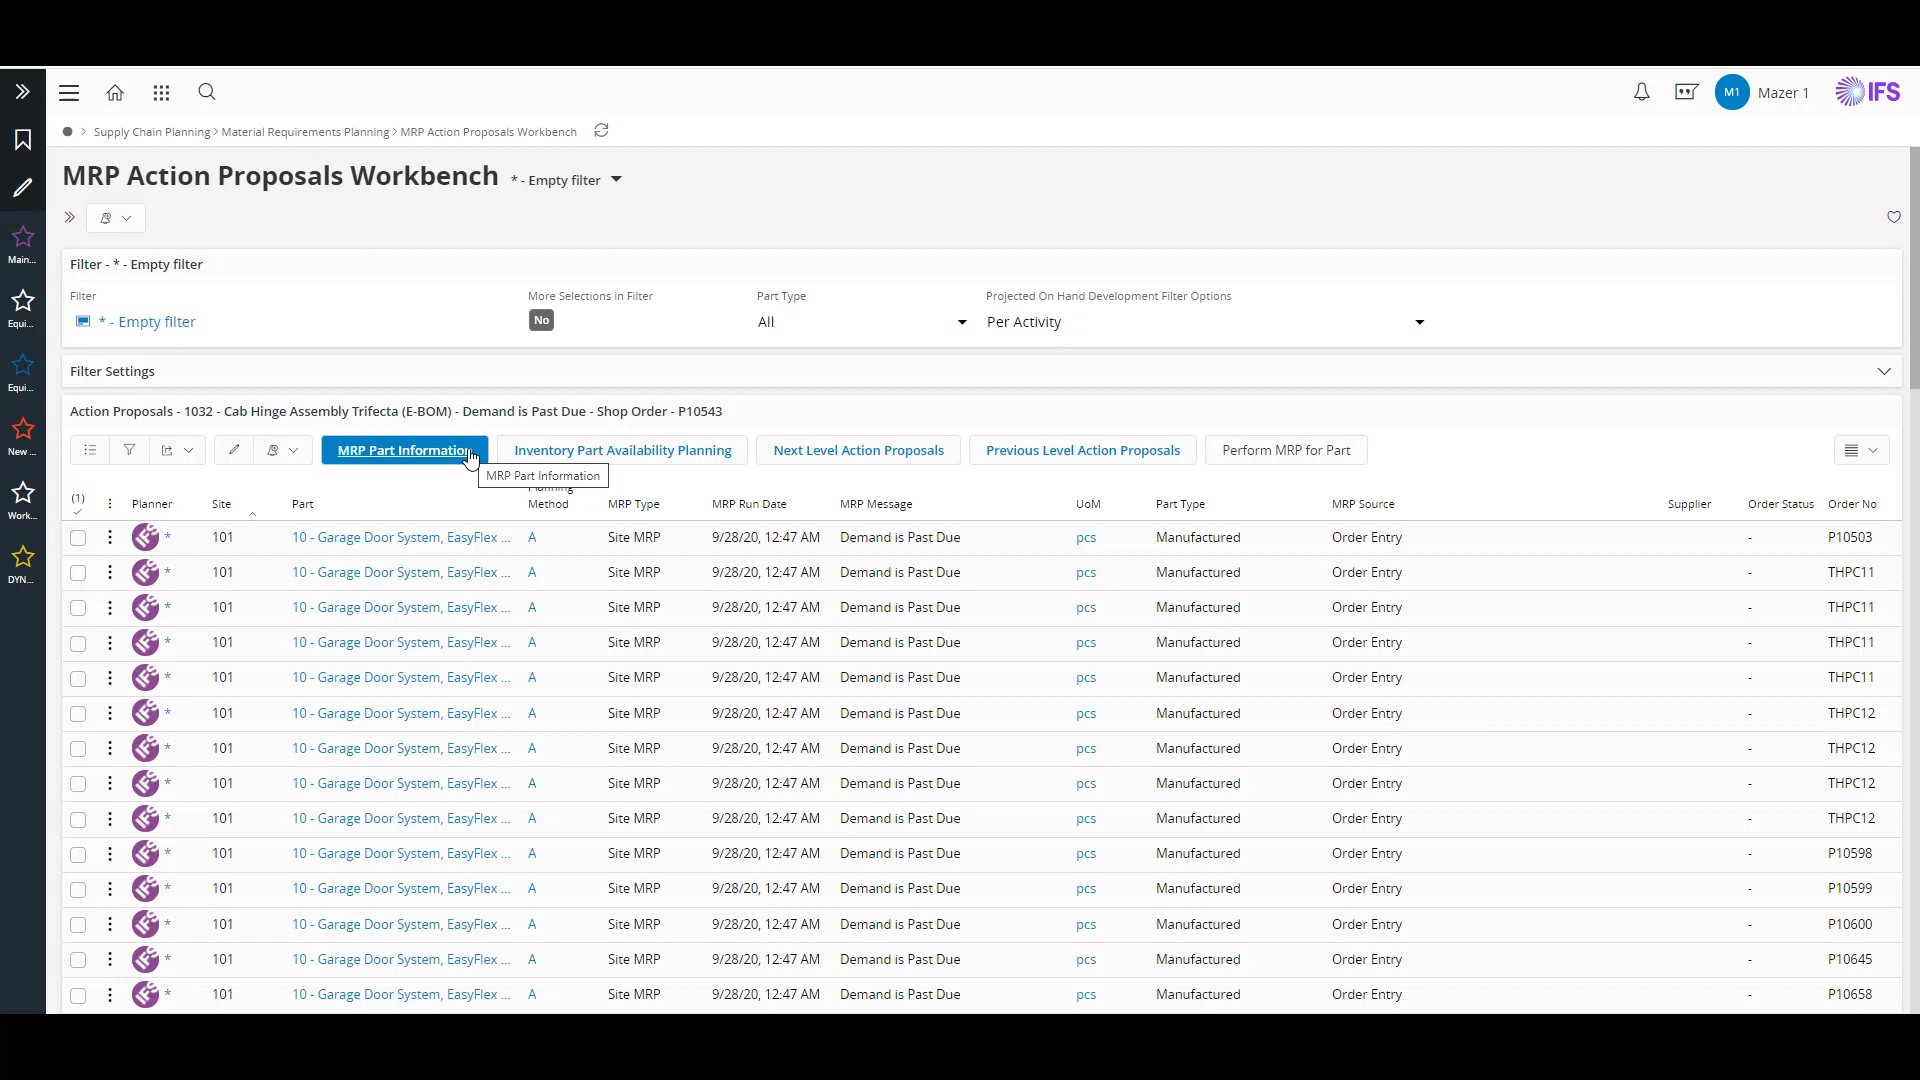 M1 Mazer 1 IFS
> Supply Chain Planning > Material Requirements Planning > MRP Action Proposals Workbench
MRP Action Proposals Workbench * - Empty filter
Main...
Equi...
Equi...
New ...
Work...
DYN...
Filter - * - Empty filter
Filter More Selections in Filter Part Type Projected On Hand Development Filter Options
* - Empty filter No All Per Activity
Filter Settings
Action Proposals - 1032 - Cab Hinge Assembly Trifecta (E-BOM) - Demand is Past Due - Shop Order - P10543
MRP Part Information Inventory Part Availability Planning Next Level Action Proposals Previous Level Action Proposals Perform MRP for Part
MRP Part Information
(1) Planner Site Part Planning Method MRP Type MRP Run Date MRP Message UoM Part Type MRP Source Supplier Order Status Order No
IFS * 101 10 - Garage Door System, EasyFlex ... A Site MRP 9/28/20, 12:47 AM Demand is Past Due pcs Manufactured Order Entry - P10503
IFS * 101 10 - Garage Door System, EasyFlex ... A Site MRP 9/28/20, 12:47 AM Demand is Past Due pcs Manufactured Order Entry - THPC11
IFS * 101 10 - Garage Door System, EasyFlex ... A Site MRP 9/28/20, 12:47 AM Demand is Past Due pcs Manufactured Order Entry - THPC11
IFS * 101 10 - Garage Door System, EasyFlex ... A Site MRP 9/28/20, 12:47 AM Demand is Past Due pcs Manufactured Order Entry - THPC11
IFS * 101 10 - Garage Door System, EasyFlex ... A Site MRP 9/28/20, 12:47 AM Demand is Past Due pcs Manufactured Order Entry - THPC11
IFS * 101 10 - Garage Door System, EasyFlex ... A Site MRP 9/28/20, 12:47 AM Demand is Past Due pcs Manufactured Order Entry - THPC12
IFS * 101 10 - Garage Door System, EasyFlex ... A Site MRP 9/28/20, 12:47 AM Demand is Past Due pcs Manufactured Order Entry - THPC12
IFS * 101 10 - Garage Door System, EasyFlex ... A Site MRP 9/28/20, 12:47 AM Demand is Past Due pcs Manufactured Order Entry - THPC12
IFS * 101 10 - Garage Door System, EasyFlex ... A Site MRP 9/28/20, 12:47 AM Demand is Past Due pcs Manufactured Order Entry - THPC12
IFS * 101 10 - Garage Door System, EasyFlex ... A Site MRP 9/28/20, 12:47 AM Demand is Past Due pcs Manufactured Order Entry - P10598
IFS * 101 10 - Garage Door System, EasyFlex ... A Site MRP 9/28/20, 12:47 AM Demand is Past Due pcs Manufactured Order Entry - P10599
IFS * 101 10 - Garage Door System, EasyFlex ... A Site MRP 9/28/20, 12:47 AM Demand is Past Due pcs Manufactured Order Entry - P10600
IFS * 101 10 - Garage Door System, EasyFlex ... A Site MRP 9/28/20, 12:47 AM Demand is Past Due pcs Manufactured Order Entry - P10645
IFS * 101 10 - Garage Door System, EasyFlex ... A Site MRP 9/28/20, 12:47 AM Demand is Past Due pcs Manufactured Order Entry - P10658